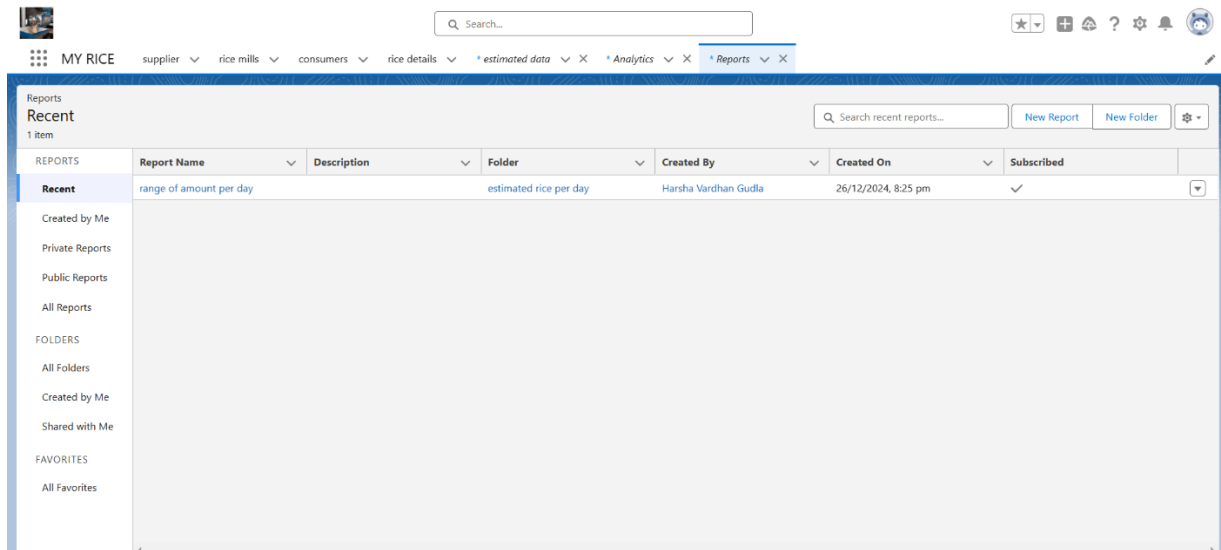 Search...
MY RICE supplier rice mills consumers rice details * estimated data * Analytics * Reports
Reports
Recent
1 item
Search recent reports...
New Report New Folder
REPORTS
Recent
Created by Me
Private Reports
Public Reports
All Reports
FOLDERS
All Folders
Created by Me
Shared with Me
FAVORITES
All Favorites
Report Name Description Folder Created By Created On Subscribed
range of amount per day estimated rice per day Harsha Vardhan Gudla 26/12/2024, 8:25 pm